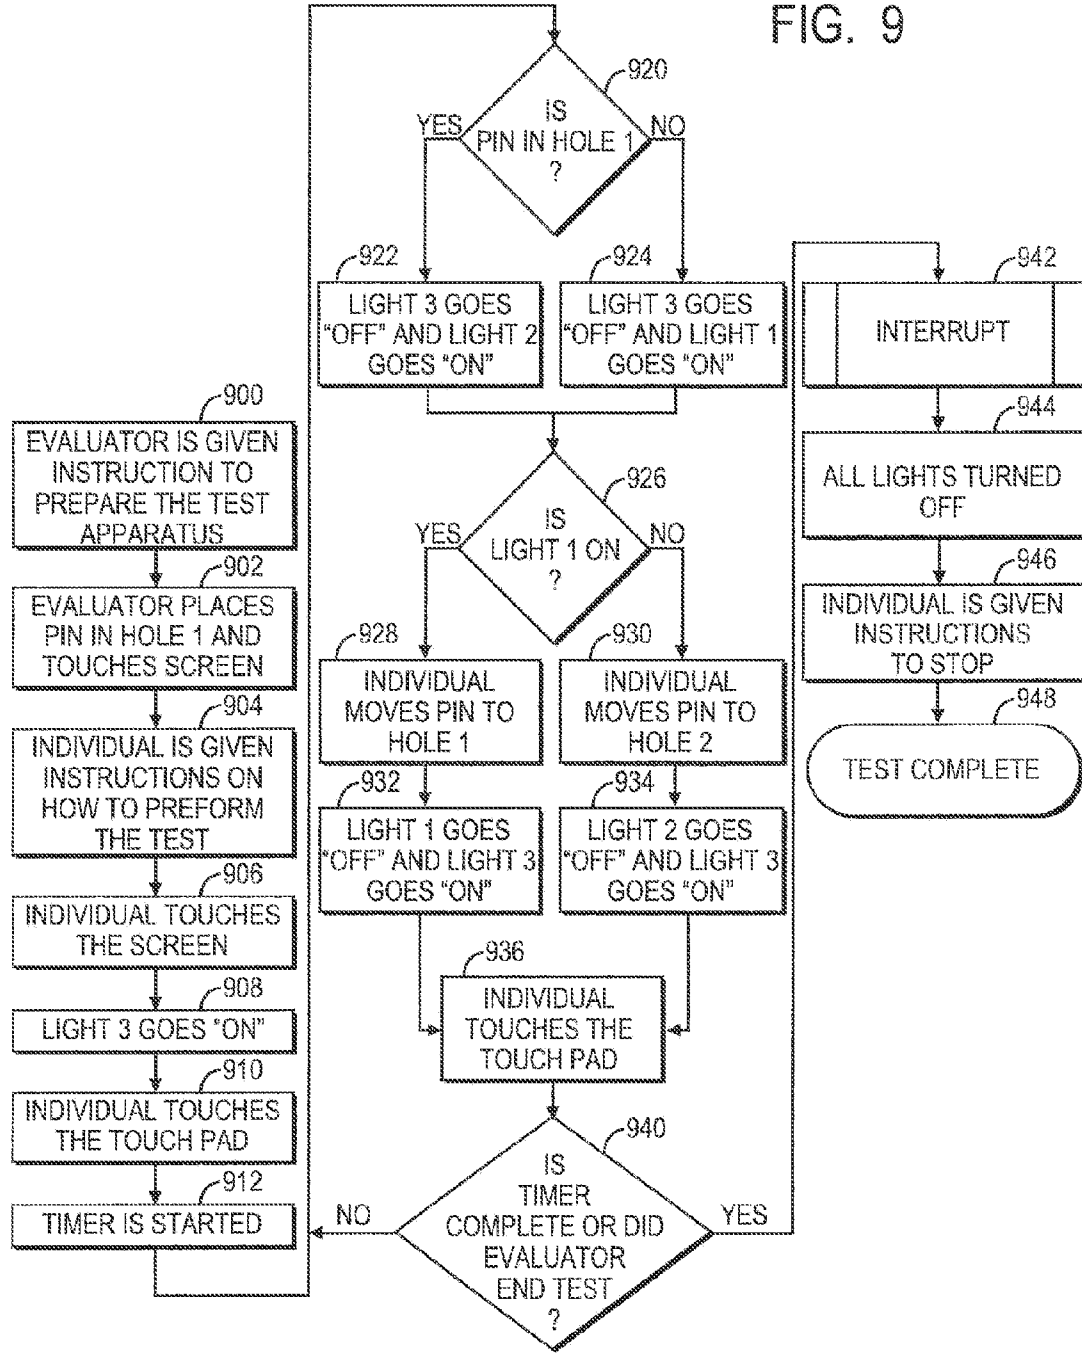 FIG. 9
900
EVALUATOR IS GIVEN
INSTRUCTION TO
PREPARE THE TEST
APPARATUS
902
EVALUATOR PLACES
PIN IN HOLE 1 AND
TOUCHES SCREEN
904
INDIVIDUAL IS GIVEN
INSTRUCTIONS ON
HOW TO PREFORM
THE TEST
906
INDIVIDUAL TOUCHES
THE SCREEN
908
LIGHT 3 GOES "ON"
910
INDIVIDUAL TOUCHES
THE TOUCH PAD
912
TIMER IS STARTED
920
IS
PIN IN HOLE 1
?
YES
NO
922
LIGHT 3 GOES
"OFF" AND LIGHT 2
GOES "ON"
924
LIGHT 3 GOES
"OFF" AND LIGHT 1
GOES "ON"
926
IS
LIGHT 1 ON
?
YES
NO
928
INDIVIDUAL
MOVES PIN TO
HOLE 1
930
INDIVIDUAL
MOVES PIN TO
HOLE 2
932
LIGHT 1 GOES
"OFF" AND LIGHT 3
GOES "ON"
934
LIGHT 2 GOES
"OFF" AND LIGHT 3
GOES "ON"
936
INDIVIDUAL
TOUCHES THE
TOUCH PAD
940
IS
TIMER
COMPLETE OR DID
EVALUATOR
END TEST
?
NO
YES
942
INTERRUPT
944
ALL LIGHTS TURNED
OFF
946
INDIVIDUAL IS GIVEN
INSTRUCTIONS
TO STOP
948
TEST COMPLETE